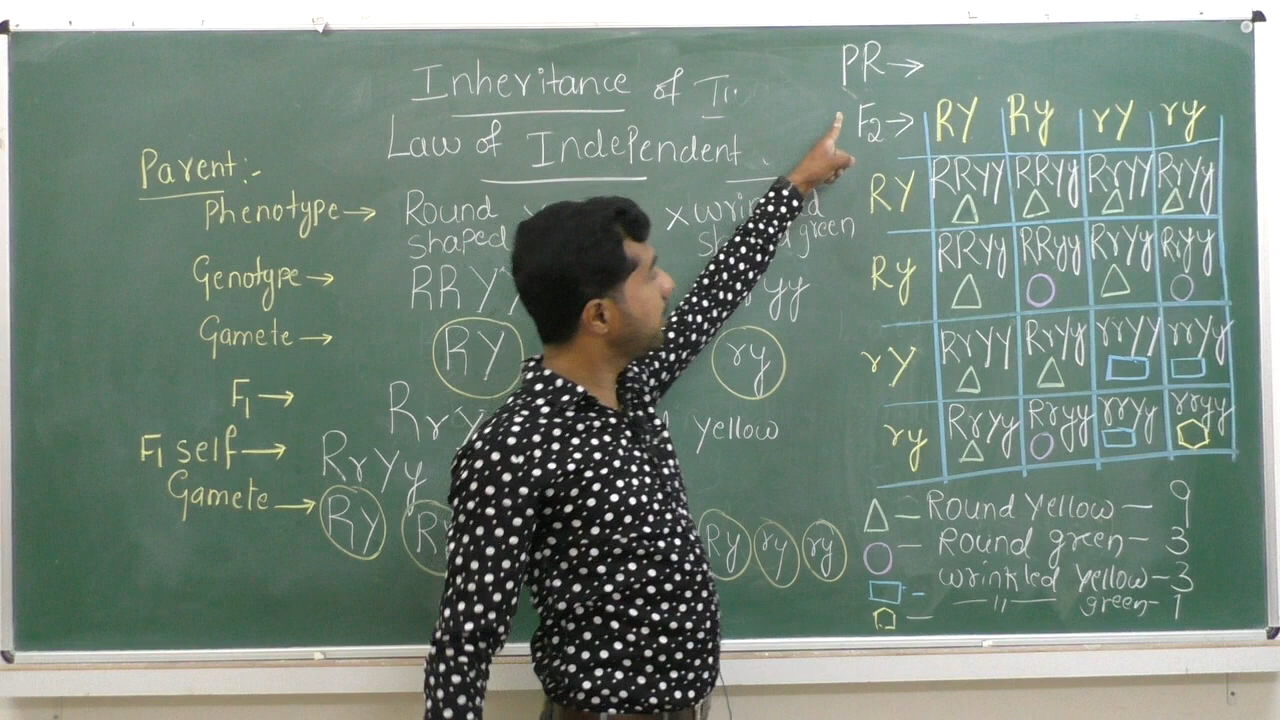 Inheritance of
Law of Independent
Parent:-
Phenotype → Round shaped × wrinkled green
Genotype → RRYY yy
Gamete → RY ry
F1 → RrY yellow
F1 self → RrYy
Gamete → RY R Ry ry ry
PR →
F2 → RY Ry rY ry
RY RRYY RRYy RrYY RrYy
Ry RRYy RRyy RrYy Rryy
rY RrYY RrYy rrYY rrYy
ry RrYy Rryy rrYy rryy
△ – Round Yellow – 9
○ – Round green – 3
▭ – wrinkled yellow – 3
⬠ – –〃– green – 1